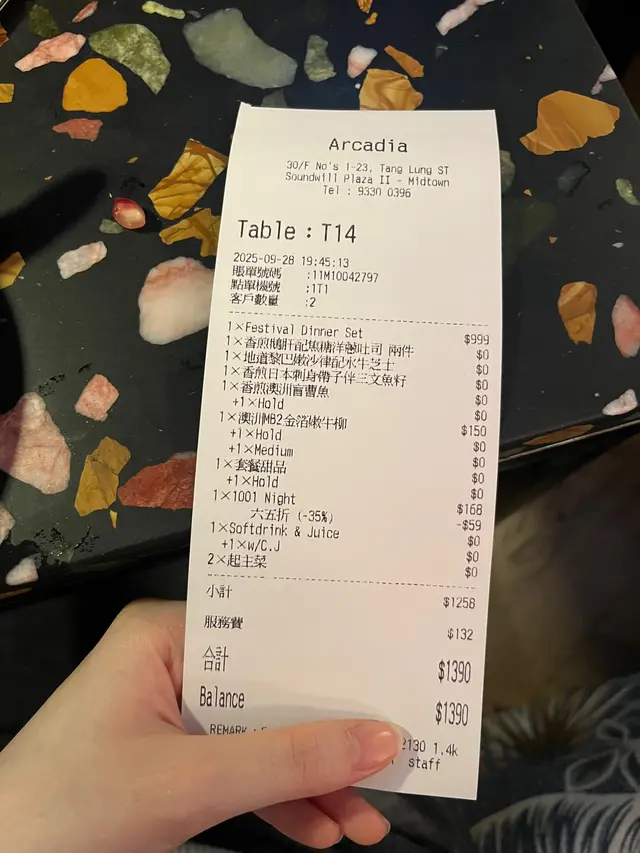 Arcadia
30/F No's 1-23, Tang Lung ST
Soundwill Plaza II - Midtown
Tel : 9330 0396
Table : T14
2025-09-28 19:45:13
賬單號碼 :11M10042797
點單機號 :1T1
客戶數量 :2
1×Festival Dinner Set $999
1×香煎鵝肝配焦糖洋蔥吐司 兩件 $0
1×地道黎巴嫩沙律配水牛芝士 $0
1×香煎日本刺身帶子伴三文魚籽 $0
1×香煎澳洲盲曹魚 $0
+1×Hold $0
1×澳洲MB2金箔嫩牛柳 $150
+1×Hold $0
+1×Medium $0
1×套餐甜品 $0
+1×Hold $0
1×1001 Night $168
六五折 (-35%) -$59
1×Softdrink & Juice $0
+1×w/C.J $0
2×起主菜 $0
小計 $1258
服務費 $132
合計 $1390
Balance $1390
REMARK : 2130 1.4k
staff